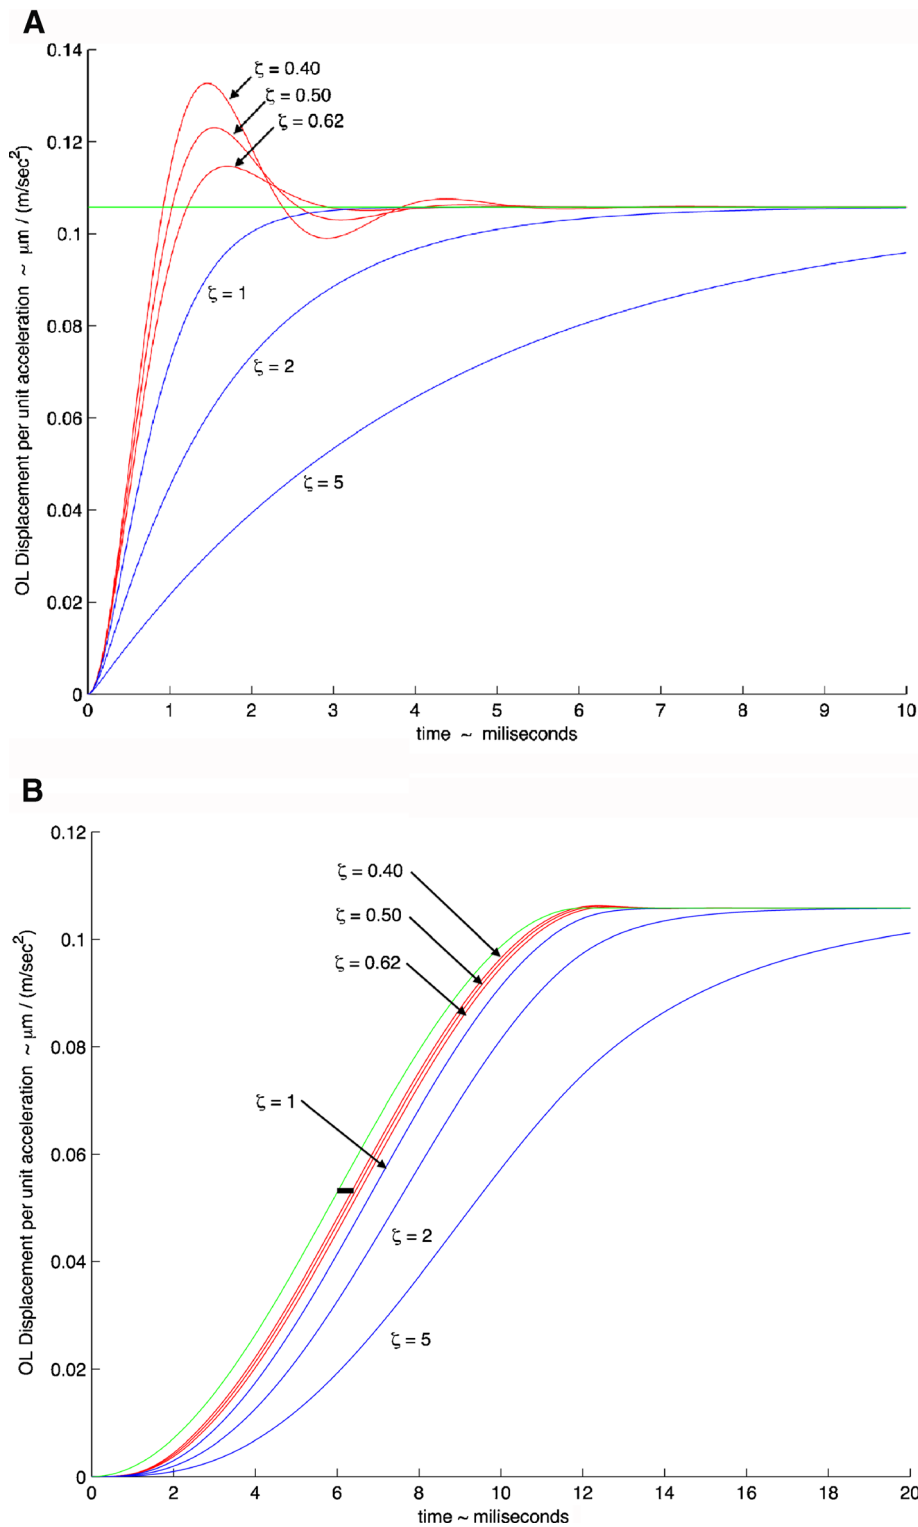 A
0.14
0.12
0.1
0.08
0.06
0.04
0.02
0
OL Displacement per unit acceleration ~ μm / (m/sec²)
ζ = 0.40
ζ = 0.50
ζ = 0.62
ζ = 1
ζ = 2
ζ = 5
0 1 2 3 4 5 6 7 8 9 10
time ~ miliseconds
B
0.12
0.1
0.08
0.06
0.04
0.02
0
OL Displacement per unit acceleration ~ μm / (m/sec²)
ζ = 0.40
ζ = 0.50
ζ = 0.62
ζ = 1
ζ = 2
ζ = 5
0 2 4 6 8 10 12 14 16 18 20
time ~ miliseconds